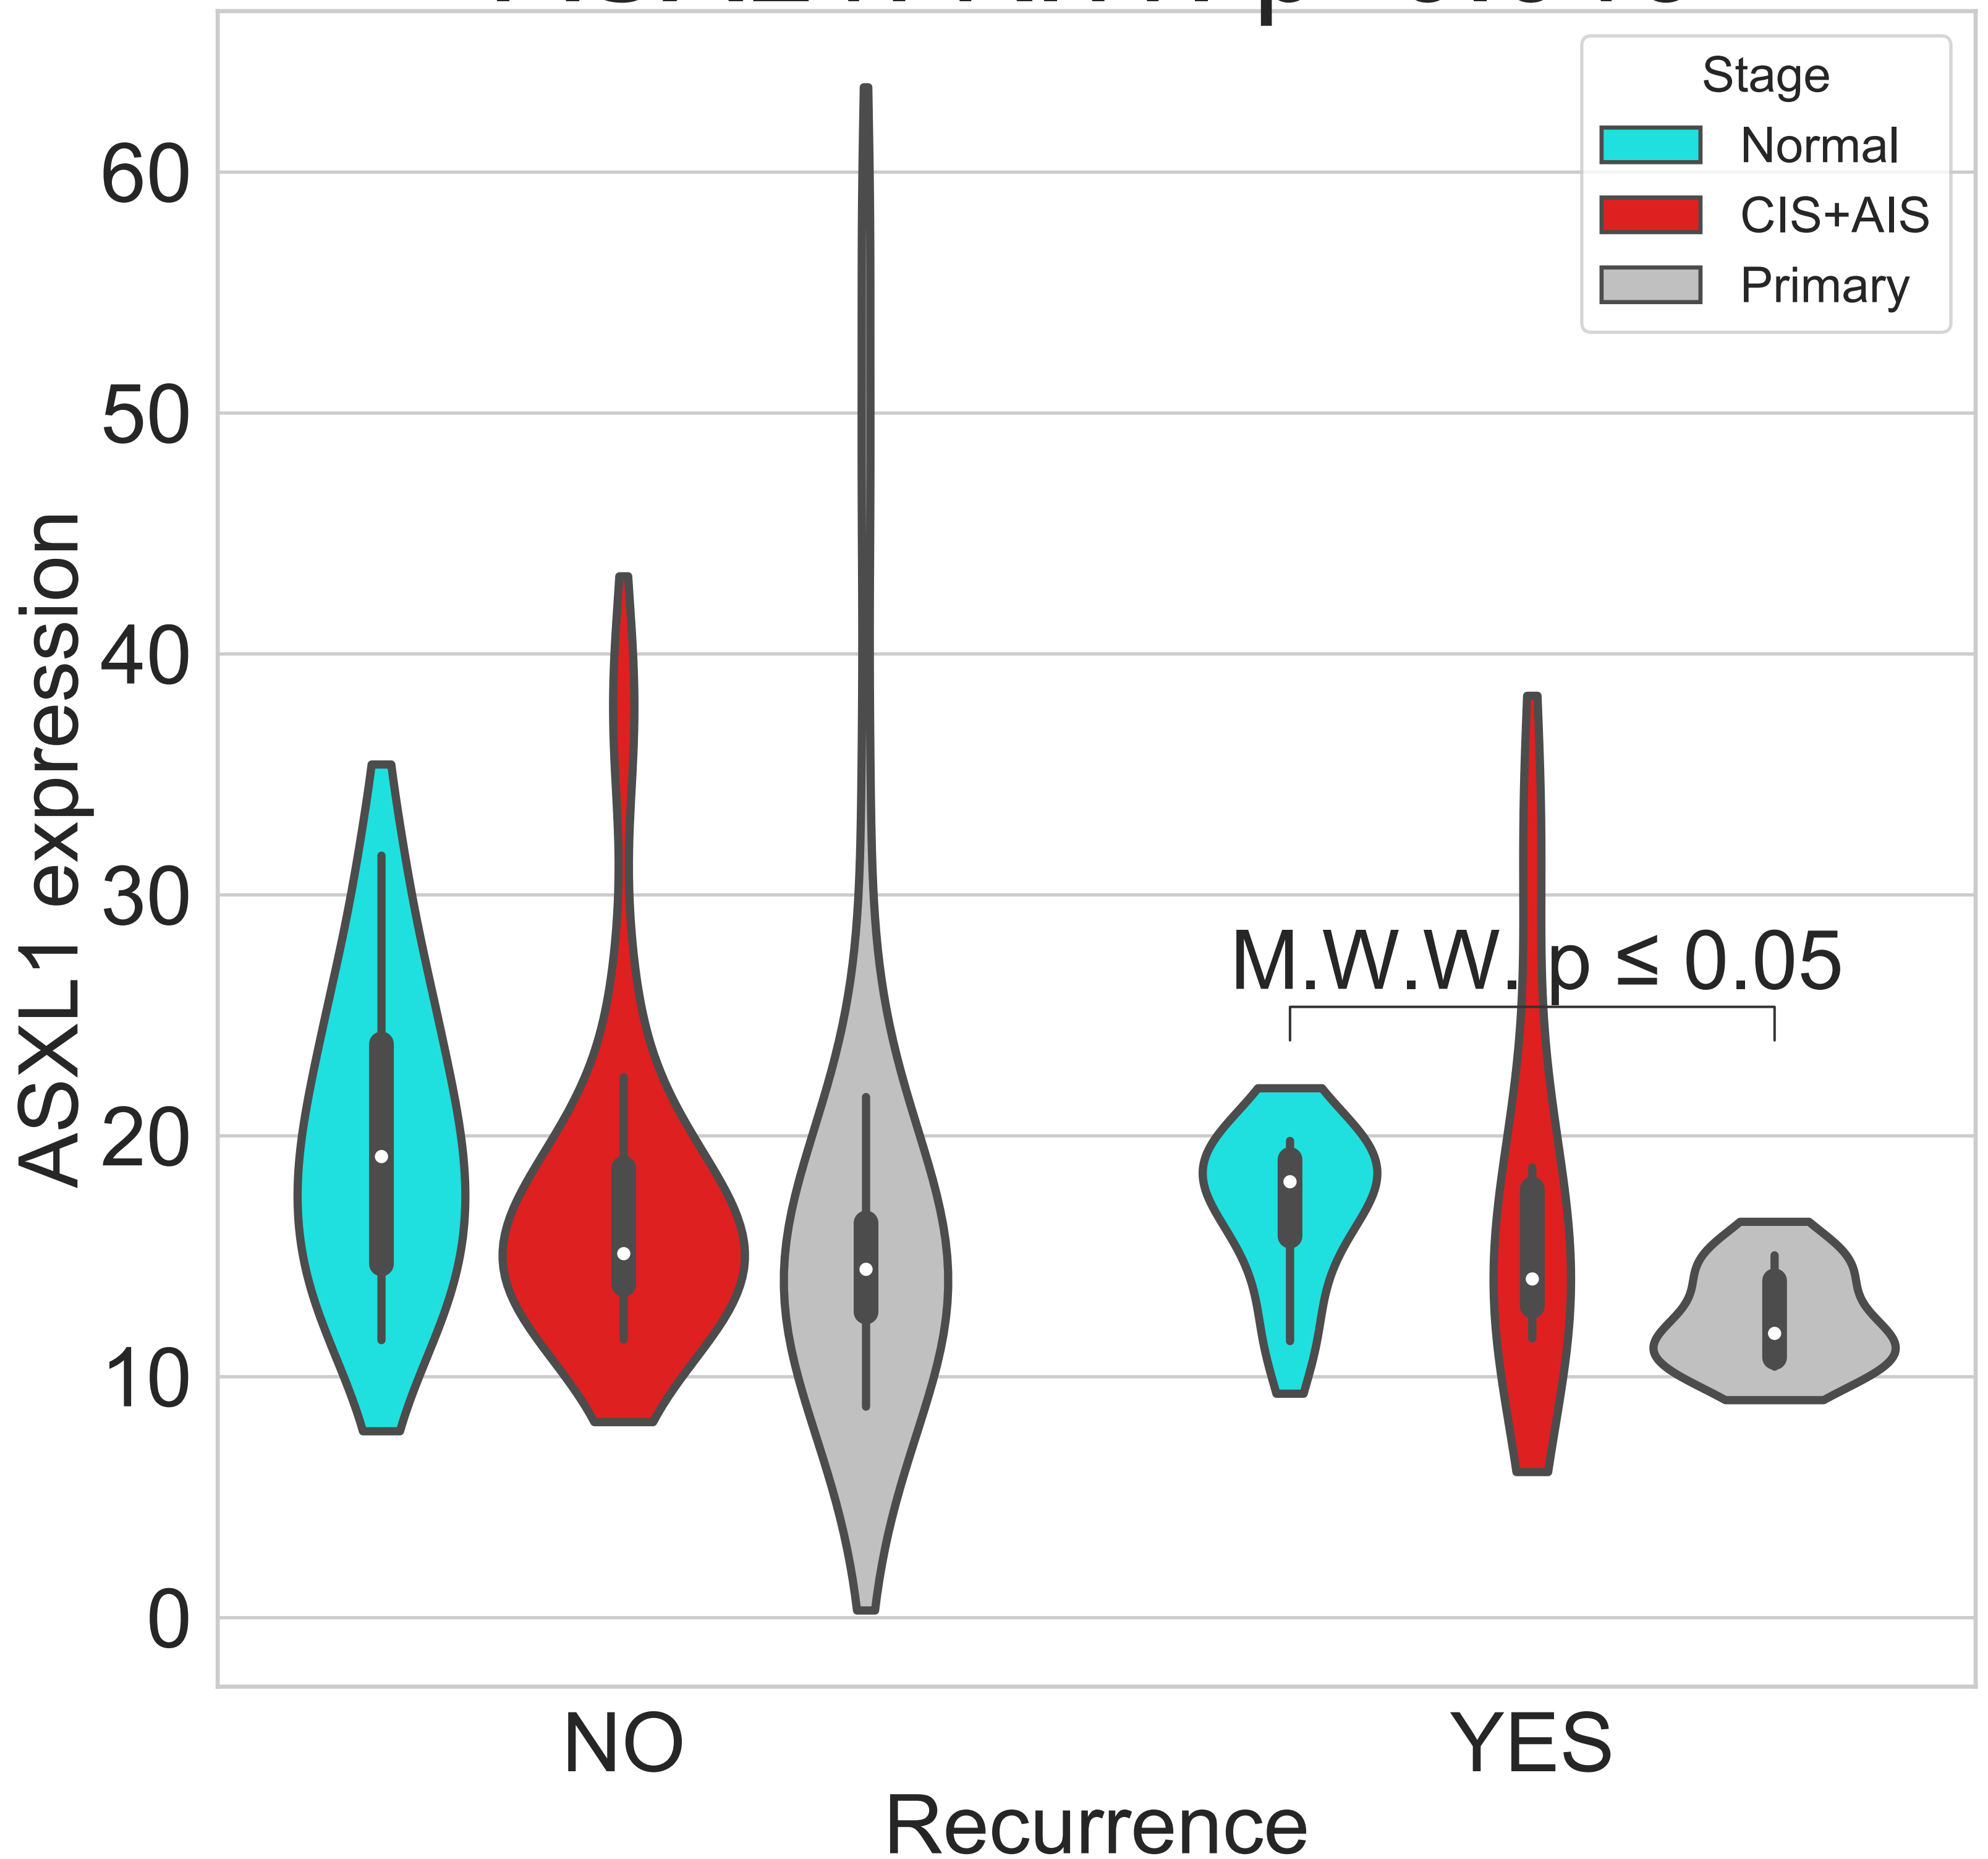 Stage
Normal
CIS+AIS
Primary
60
50
40
30
20
10
0
ASXL1 expression
M.W.W. p ≤ 0.05
NO
YES
Recurrence